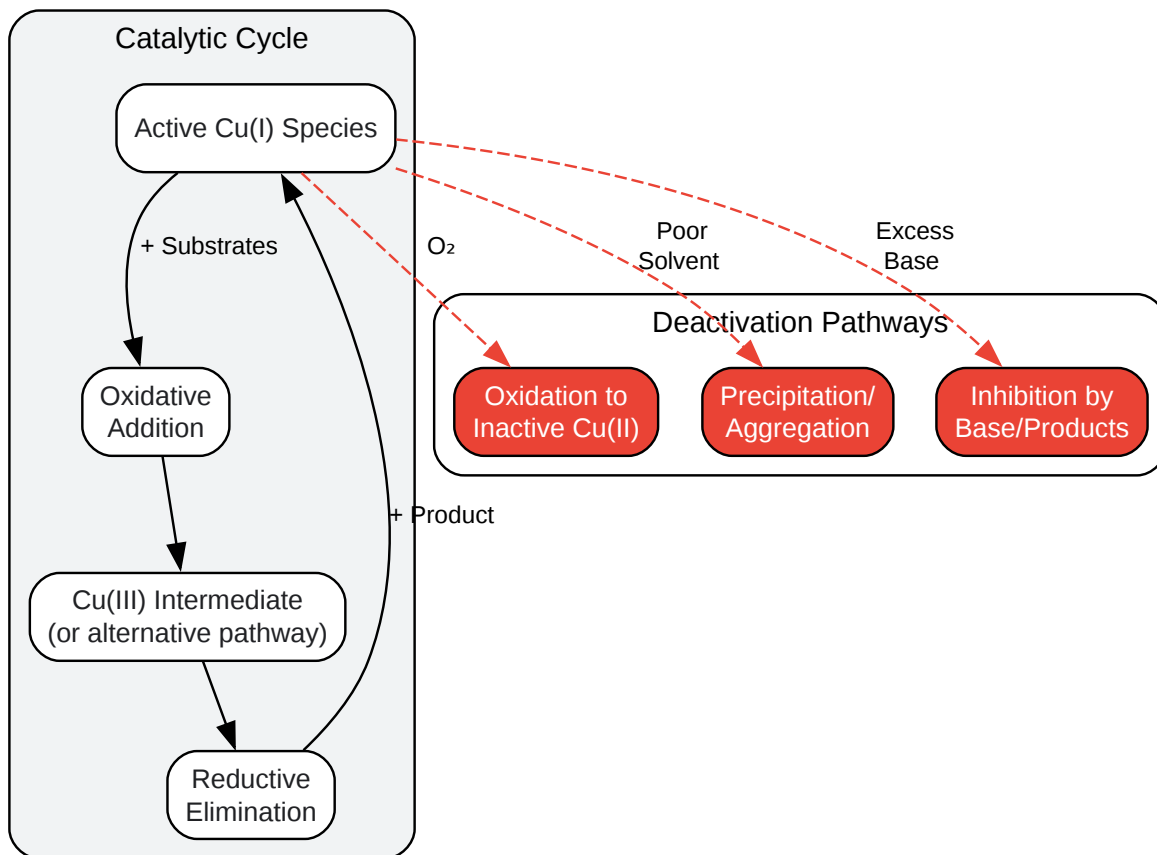 Catalytic Cycle
Active Cu(I) Species
+ Substrates
O₂
Poor
Solvent
Excess
Base
Deactivation Pathways
Oxidative
Addition
Oxidation to
Inactive Cu(II)
Precipitation/
Aggregation
Inhibition by
Base/Products
+ Product
Cu(III) Intermediate
(or alternative pathway)
Reductive
Elimination